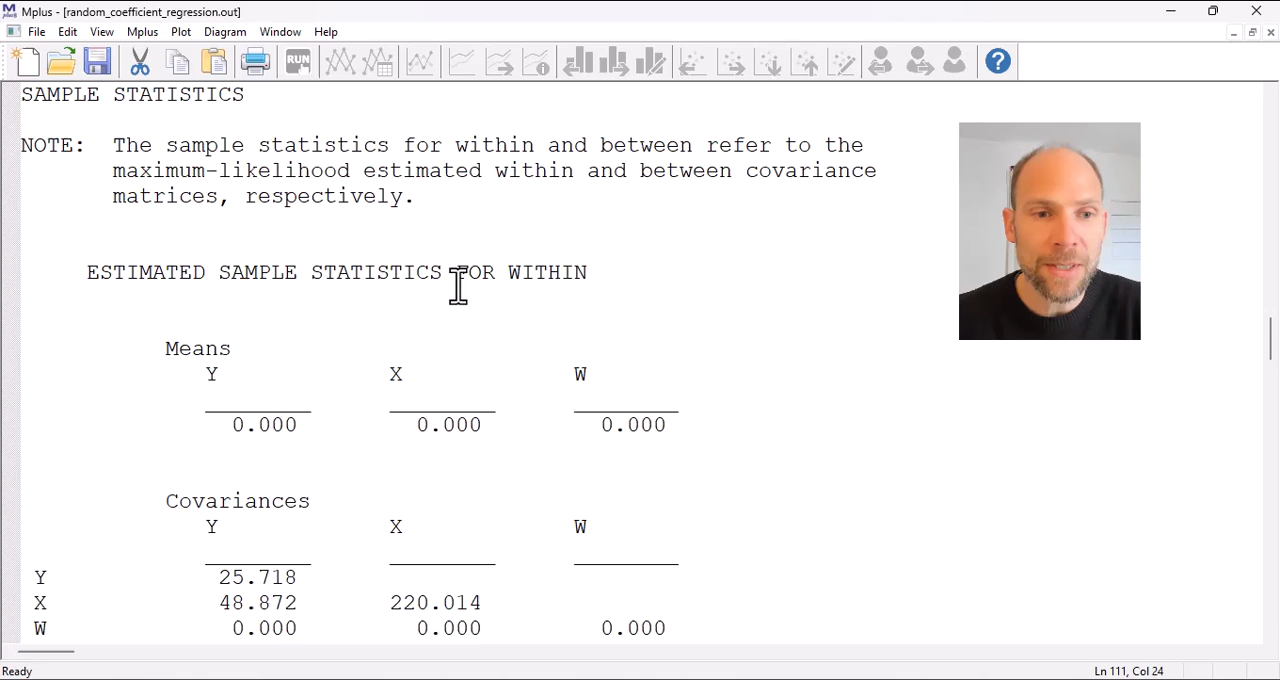 Mplus - [random_coefficient_regression.out]
File Edit View Mplus Plot Diagram Window Help
RUN
SAMPLE STATISTICS
NOTE: The sample statistics for within and between refer to the
maximum-likelihood estimated within and between covariance
matrices, respectively.
ESTIMATED SAMPLE STATISTICS FOR WITHIN
Means
Y X W
0.000 0.000 0.000
Covariances
Y X W
Y 25.718
X 48.872 220.014
W 0.000 0.000 0.000
Ready Ln 111, Col 24